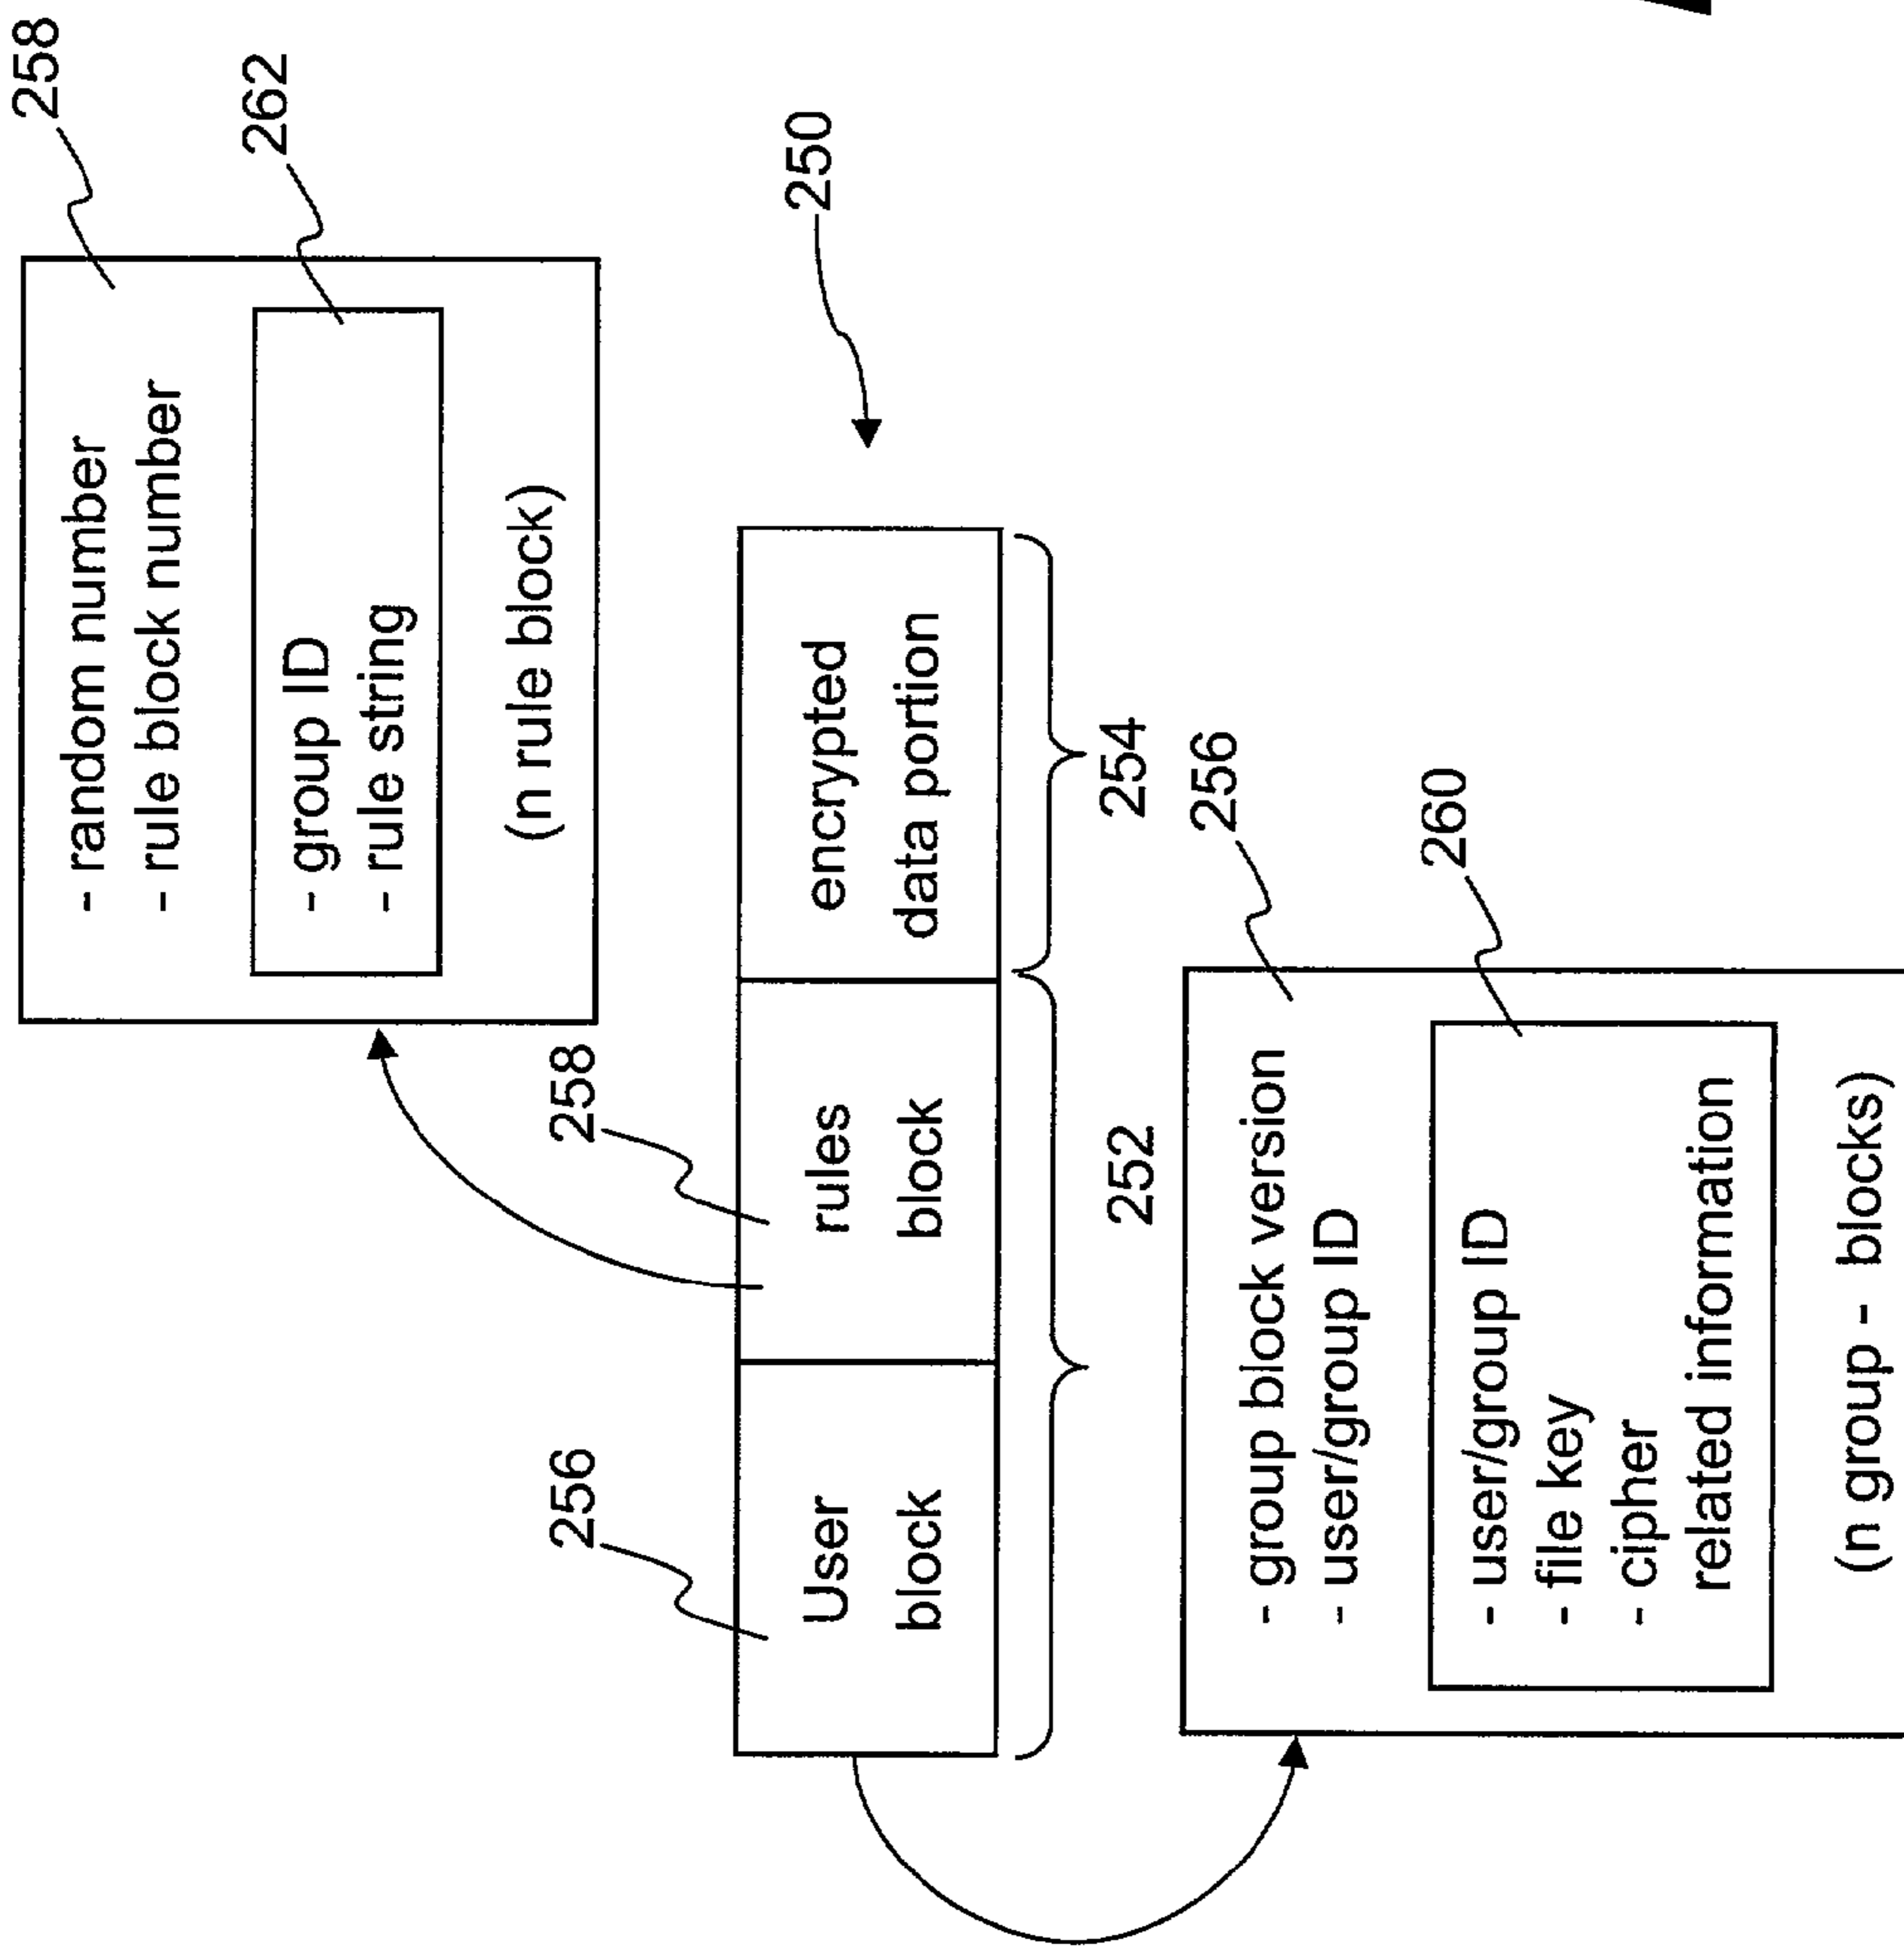 258
- random number
- rule block number
262
- group ID
- rule string
(n rule block)
250
256
258
User
block
rules
block
encrypted
data portion
252
254
256
- group block version
- user/group ID
260
- user/group ID
- file key
- cipher
related information
(n group - blocks)